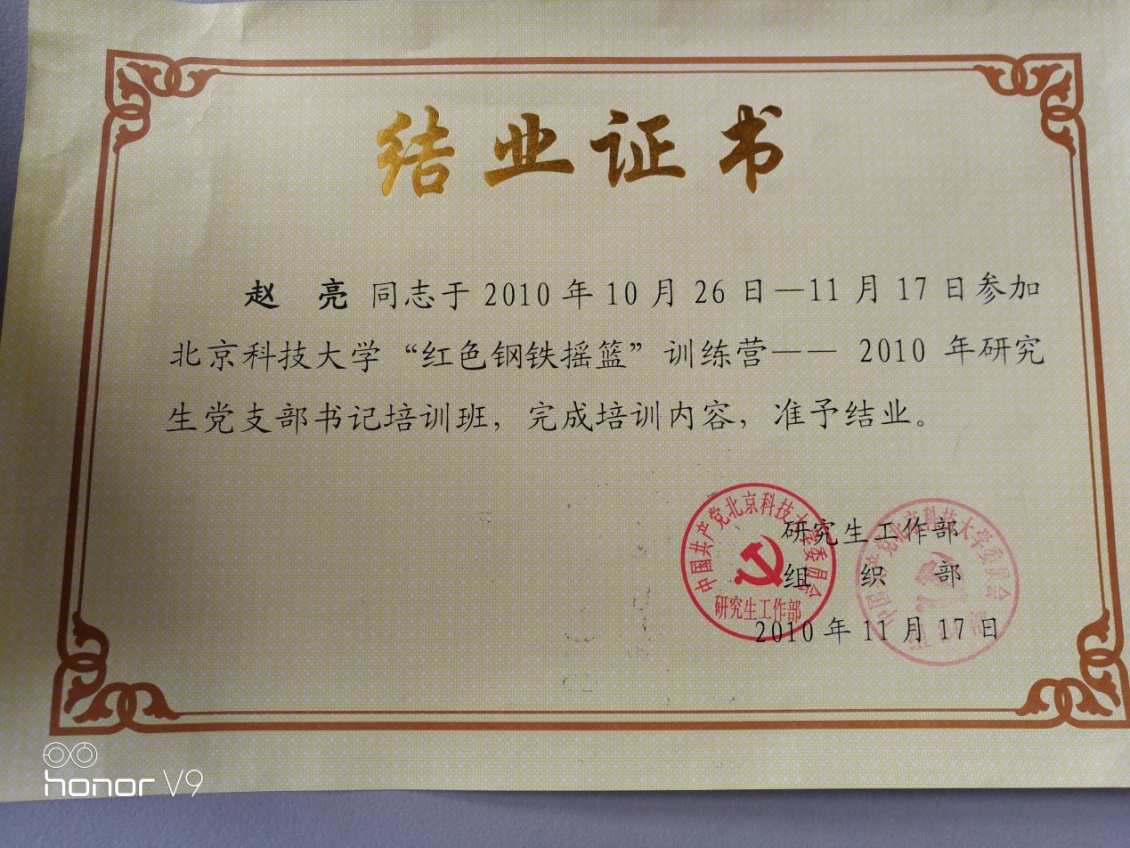 结业证书
赵 亮 同志于 2010 年 10 月 26 日—11 月 17 日参加
北京科技大学“红色钢铁摇篮”训练营—— 2010 年研究
生党支部书记培训班，完成培训内容，准予结业。
研究生工作部
组 织 部
2010 年 11 月 17 日
中国共产党北京科技大学委员会
研究生工作部
honor V9